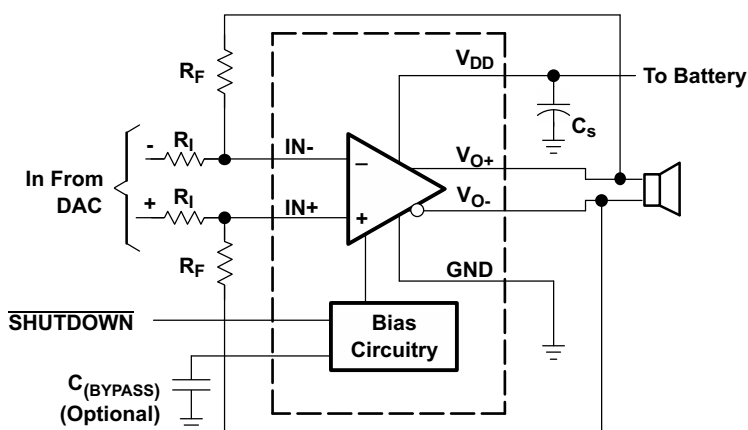 V_DD
To Battery
R_F
C_s
-
R_I
IN-
−
V_O+
In From
DAC
+
R_I
IN+
+
V_O-
R_F
GND
SHUTDOWN
Bias
Circuitry
C_(BYPASS)
(Optional)